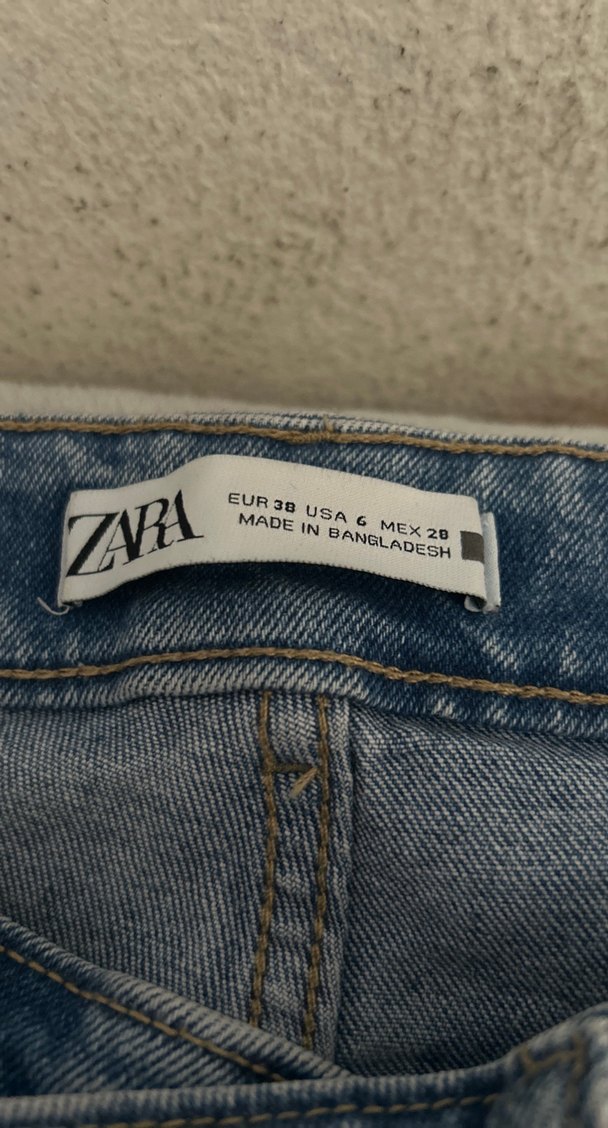 ZARA
EUR 38 USA 6 MEX 28
MADE IN BANGLADESH